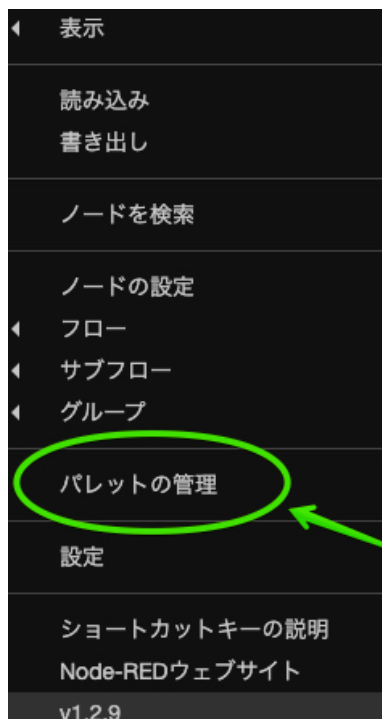 表示
読み込み
書き出し
ノードを検索
ノードの設定
フロー
サブフロー
グループ
パレットの管理
設定
ショートカットキーの説明
Node-REDウェブサイト
v1.2.9